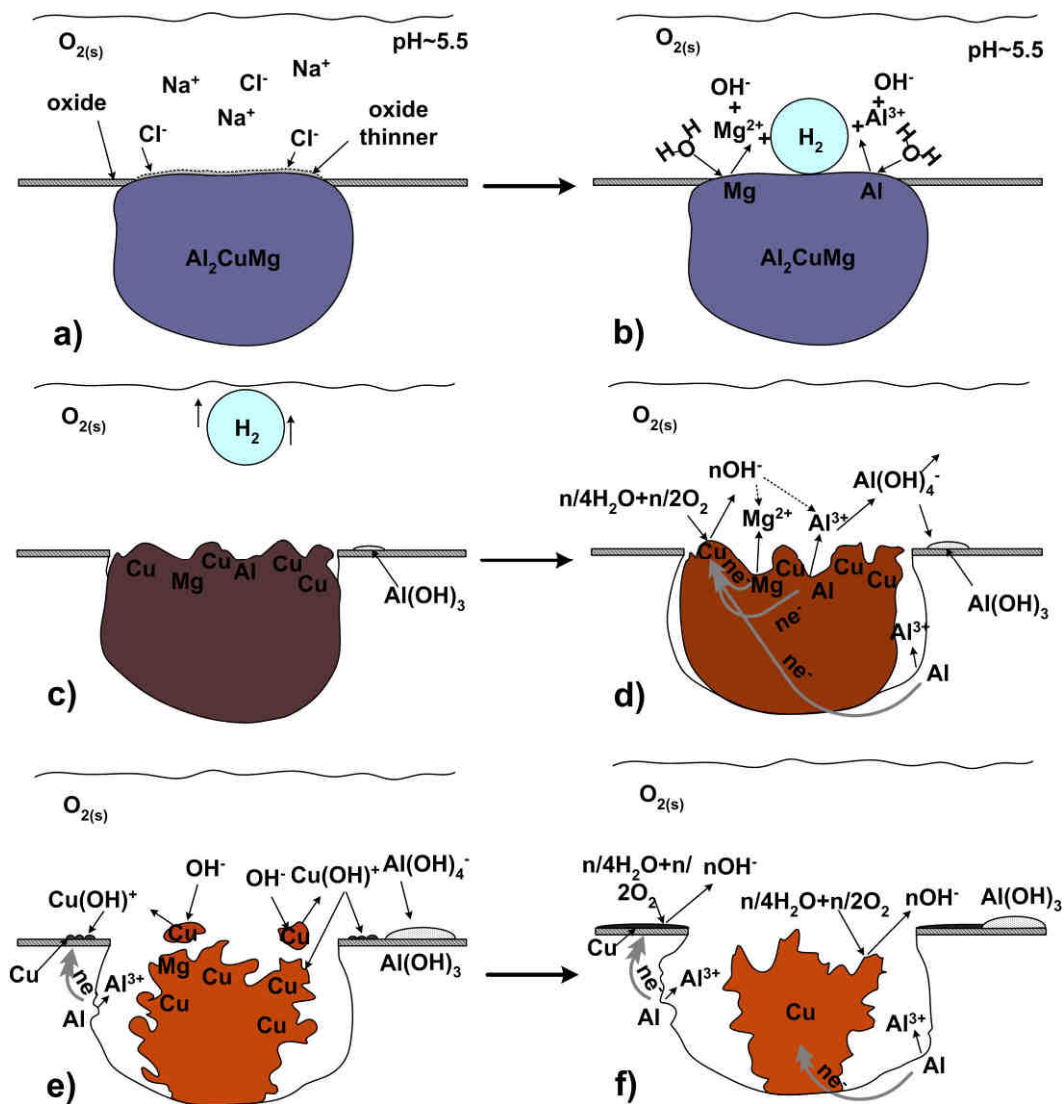 O2(s)
pH~5.5
Na+
Na+
Cl-
Na+
oxide
oxide
thinner
Cl-
Cl-
Al2CuMg
a)
O2(s)
pH~5.5
OH-
+
Mg2+
+
H2
OH-
+
+Al3+
H
O
H
H
O
H
Mg
Al
Al2CuMg
b)
O2(s)
H2
Cu
Mg
Cu
Al
Cu
Cu
Al(OH)3
c)
O2(s)
nOH-
n/4H2O+n/2O2
Mg2+
Al3+
Al(OH)4-
Cu
ne-
Mg
Cu
Al
Cu
Cu
ne-
ne-
Al3+
Al
Al(OH)3
d)
O2(s)
OH-
OH-
Cu(OH)+
Al(OH)4-
Cu(OH)+
Cu
Cu
Cu
Mg
Cu
Cu
Cu
Cu
Al(OH)3
ne-
Al3+
Al
e)
O2(s)
n/4H2O+n/
2O2
nOH-
n/4H2O+n/2O2
nOH-
Al(OH)3
Cu
ne-
Al3+
Al
Cu
Al3+
Al
ne-
f)